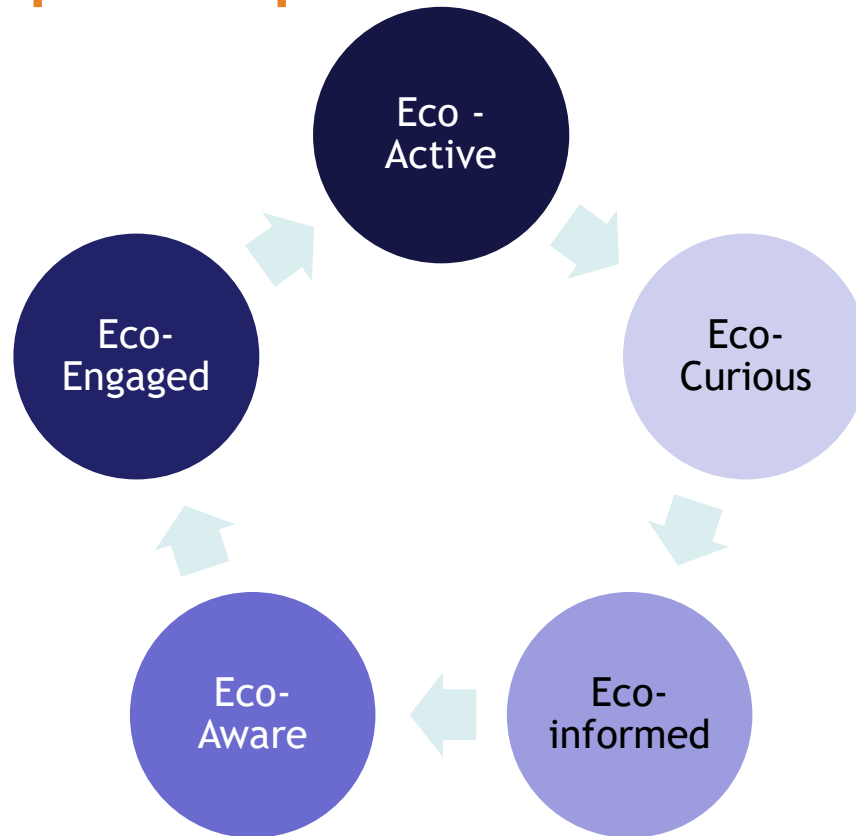 Eco -
Active
Eco-
Curious
Eco-
informed
Eco-
Aware
Eco-
Engaged